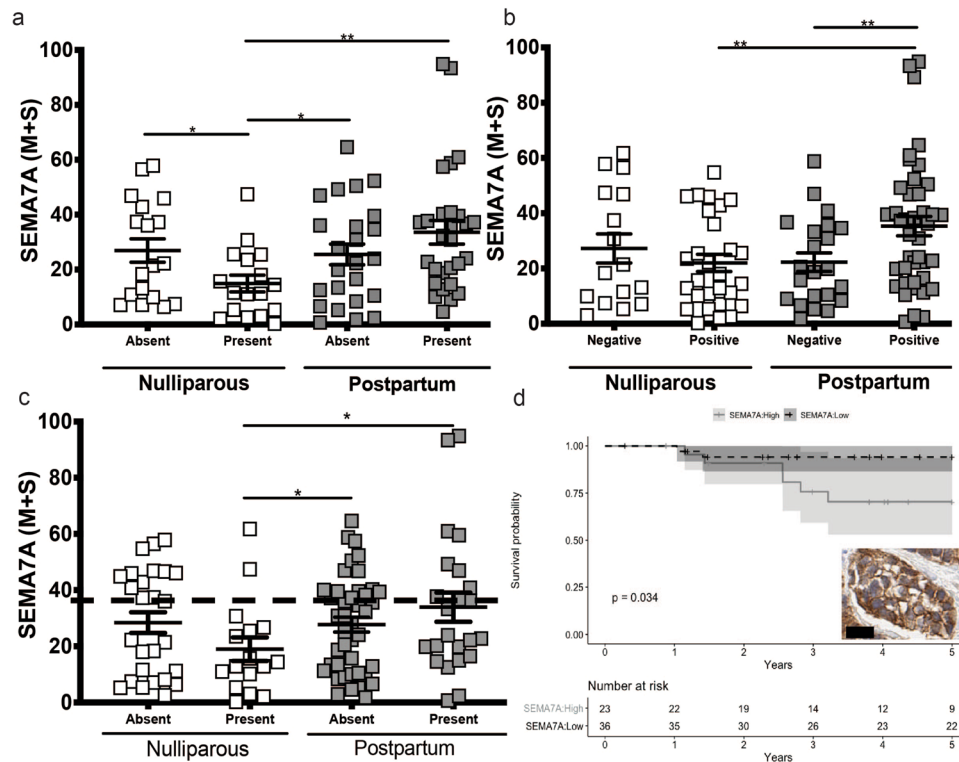 a
SEMA7A (M+S)
100
80
60
40
20
0
**
*
*
Absent
Present
Absent
Present
Nulliparous
Postpartum
b
SEMA7A (M+S)
100
80
60
40
20
0
**
**
Negative
Positive
Negative
Positive
Nulliparous
Postpartum
c
SEMA7A (M+S)
100
80
60
40
20
0
*
*
Absent
Present
Absent
Present
Nulliparous
Postpartum
d
SEMA7A:High SEMA7A:Low
Survival probability
1.00
0.75
0.50
0.25
0.00
p = 0.034
0 1 2 3 4 5
Years
Number at risk
SEMA7A:High 23 22 19 14 12 9
SEMA7A:Low 36 35 30 26 23 22
0 1 2 3 4 5
Years